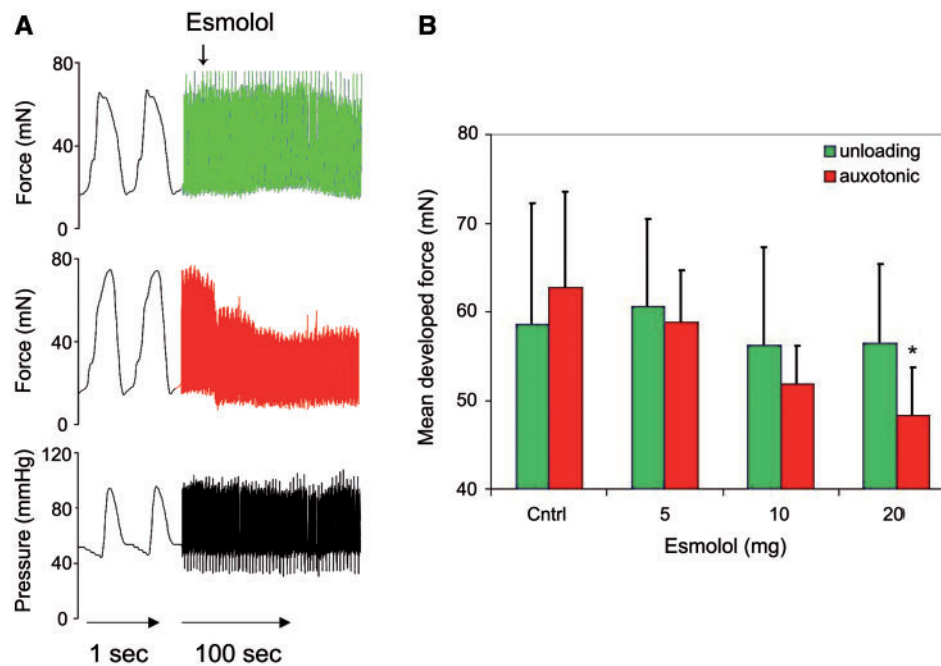 A
Esmolol
80
40
0
Force (mN)
80
40
0
Force (mN)
120
80
40
0
Pressure (mmHg)
1 sec
100 sec
B
80
70
60
50
40
Mean developed force (mN)
unloading
auxotonic
*
Cntrl
5
10
20
Esmolol (mg)